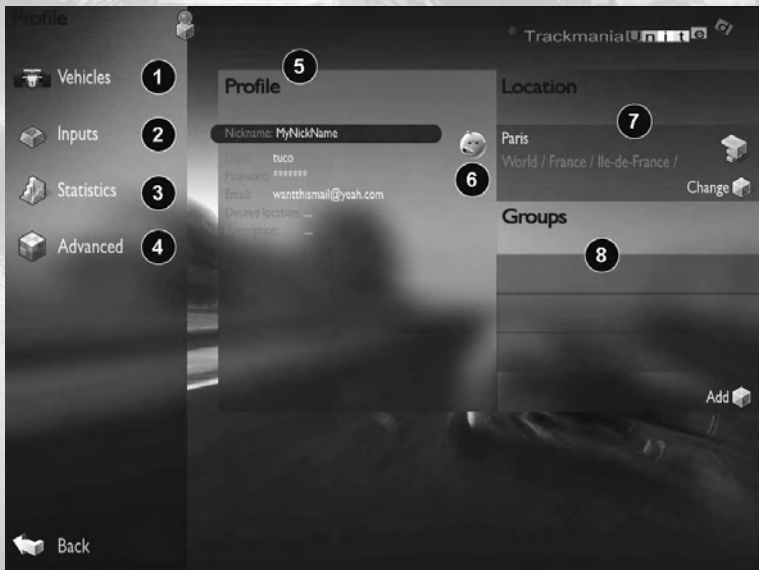 Profile
Vehicles 1
Inputs 2
Statistics 3
Advanced 4
Back
5
Profile
Nickname: MyNickName
Login: tuco
Password: *******
Email: wantthismail@yeah.com
Desired location: ...
Description: ...
6
TrackmaniaUnite
Location
7
Paris
World / France / Ile-de-France /
Change
Groups
8
Add